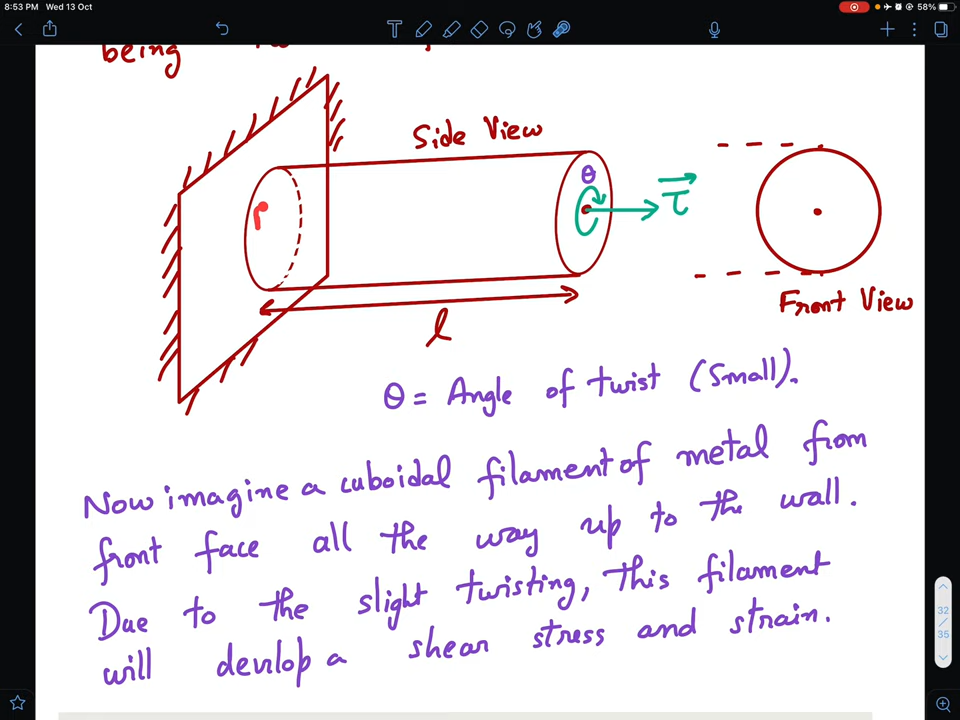 8:53 PM Wed 13 Oct
58%
being
Side View
θ
τ
r
l
Front View
θ = Angle of twist (Small).
Now imagine a cuboidal filament of metal from
front face all the way up to the wall.
Due to the slight twisting, this filament
will devlop a shear stress and strain.
32
/
35